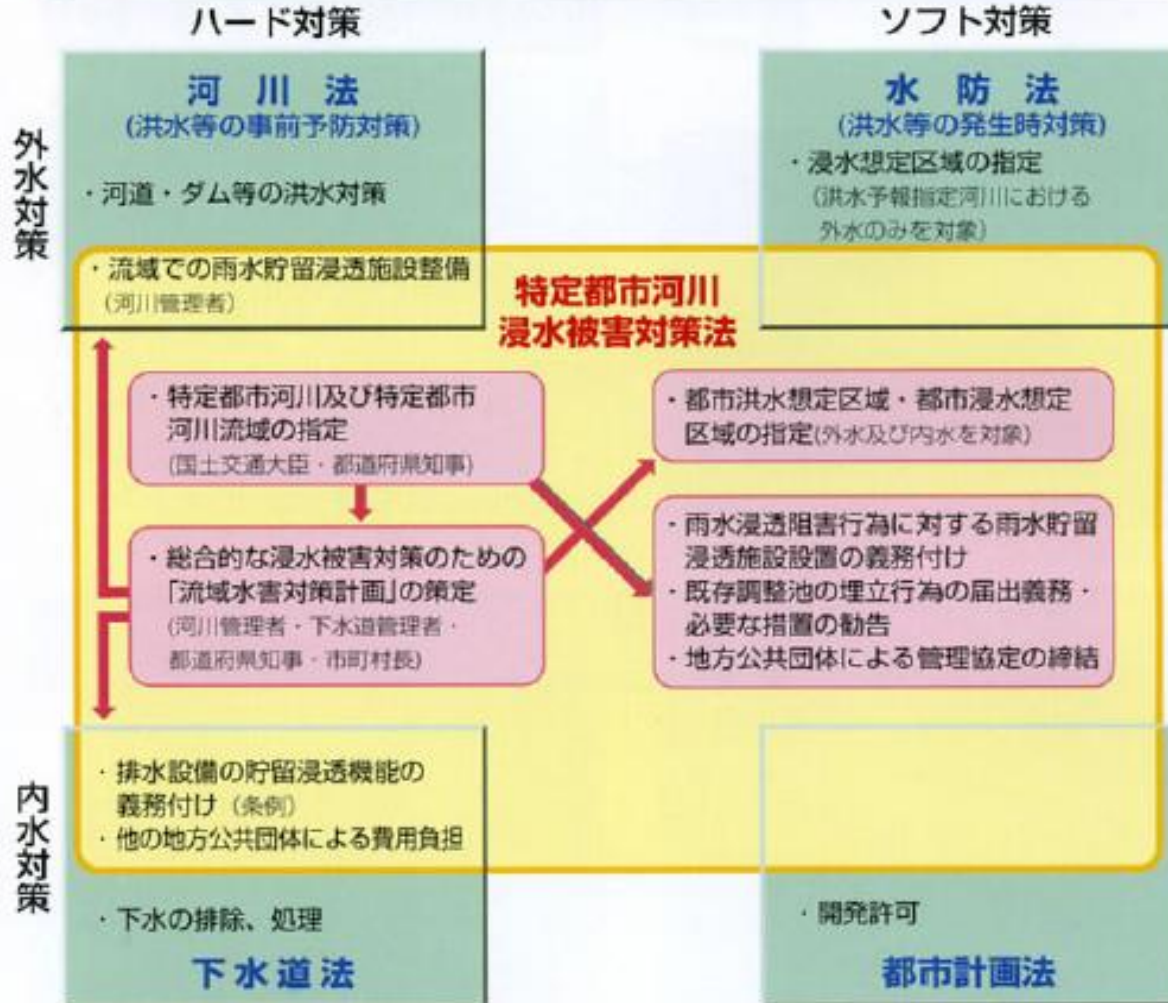 ハード対策
ソフト対策
外水対策
河川法
(洪水等の事前予防対策)
・河道・ダム等の洪水対策
・流域での雨水貯留浸透施設整備
(河川管理者)
水防法
(洪水等の発生時対策)
・浸水想定区域の指定
(洪水予報指定河川における
外水のみを対象)
特定都市河川
浸水被害対策法
・特定都市河川及び特定都市
河川流域の指定
(国土交通大臣・都道府県知事)
・都市洪水想定区域・都市浸水想定
区域の指定(外水及び内水を対象)
・総合的な浸水被害対策のための
「流域水害対策計画」の策定
(河川管理者・下水道管理者・
都道府県知事・市町村長)
・雨水浸透阻害行為に対する雨水貯留
浸透施設設置の義務付け
・既存調整池の埋立行為の届出義務・
必要な措置の勧告
・地方公共団体による管理協定の締結
内水対策
・排水設備の貯留浸透機能の
義務付け(条例)
・他の地方公共団体による費用負担
・下水の排除、処理
下水道法
・開発許可
都市計画法